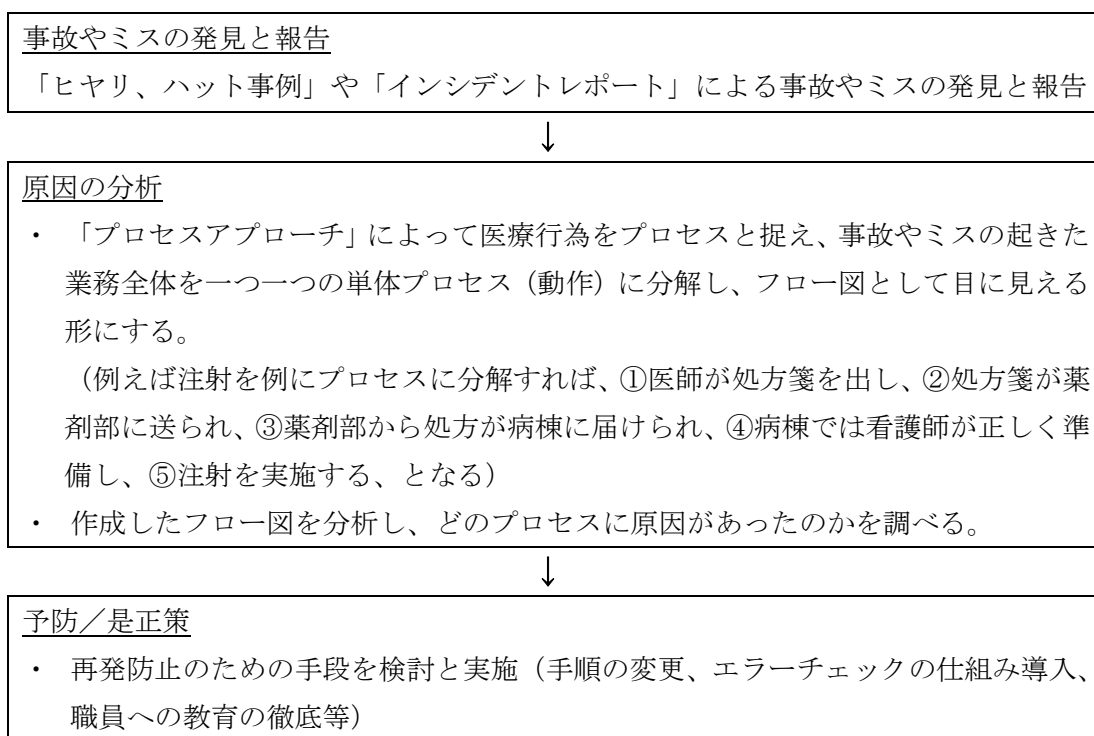 事故やミスの発見と報告
「ヒヤリ、ハット事例」や「インシデントレポート」による事故やミスの発見と報告
↓
原因の分析
・ 「プロセスアプローチ」によって医療行為をプロセスと捉え、事故やミスの起きた
業務全体を一つ一つの単体プロセス（動作）に分解し、フロー図として目に見える
形にする。
（例えば注射を例にプロセスに分解すれば、①医師が処方箋を出し、②処方箋が薬
剤部に送られ、③薬剤部から処方が病棟に届けられ、④病棟では看護師が正しく準
備し、⑤注射を実施する、となる）
・ 作成したフロー図を分析し、どのプロセスに原因があったのかを調べる。
↓
予防／是正策
・ 再発防止のための手段を検討と実施（手順の変更、エラーチェックの仕組み導入、
職員への教育の徹底等）